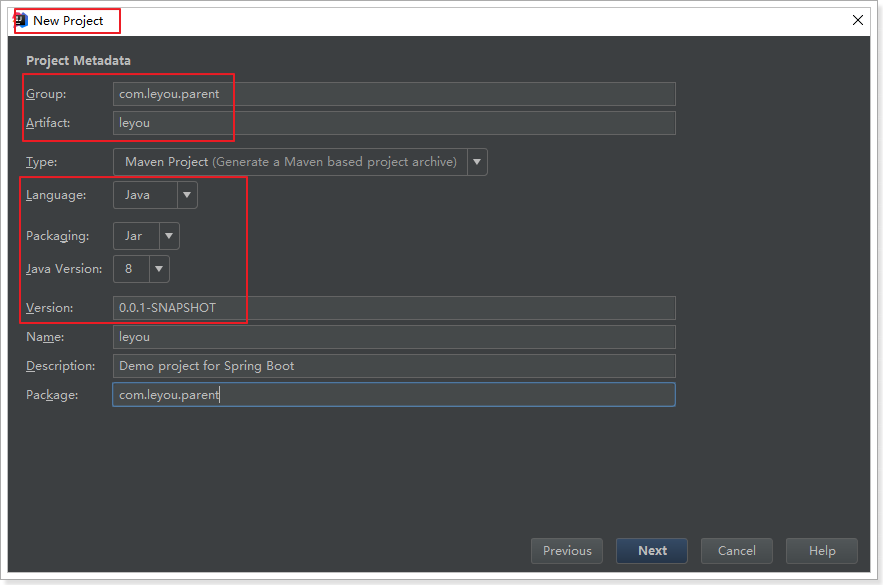 New Project
Project Metadata
Group: com.leyou.parent
Artifact: leyou
Type: Maven Project (Generate a Maven based project archive)
Language: Java
Packaging: Jar
Java Version: 8
Version: 0.0.1-SNAPSHOT
Name: leyou
Description: Demo project for Spring Boot
Package: com.leyou.parent
Previous Next Cancel Help